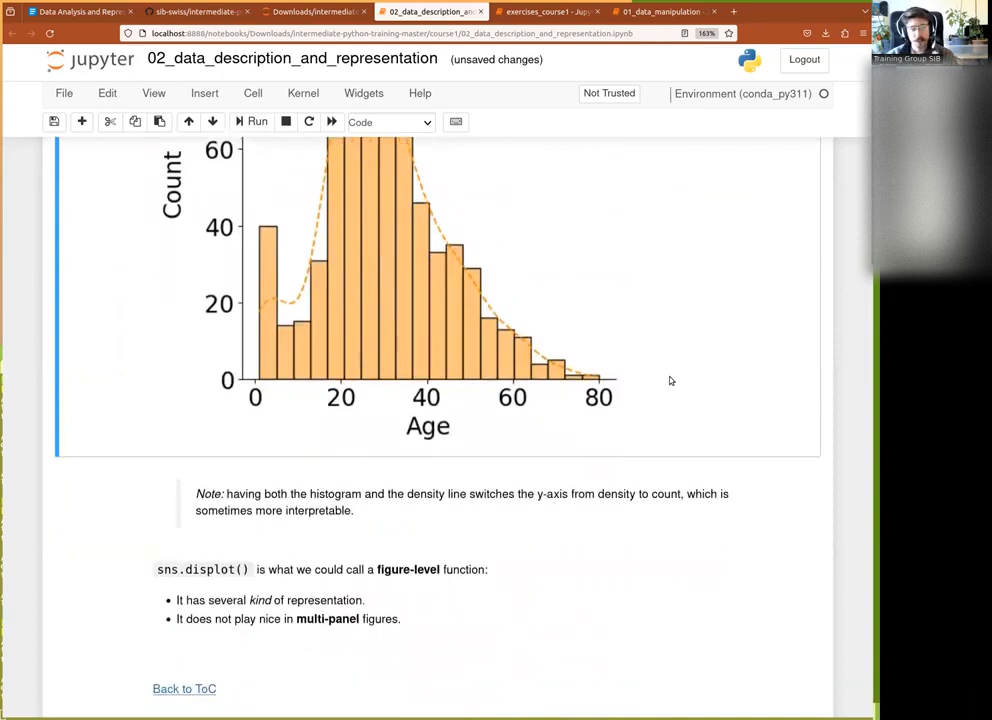 Data Analysis and Repre
sib-swiss/intermediate-p
Downloads/intermediate
02_data_description_an
exercises_course1 - Jupy
01_data_manipulation -
localhost:8888/notebooks/Downloads/intermediate-python-training-master/course1/02_data_description_and_representation.ipynb
163%
Training Group SIB
jupyter
02_data_description_and_representation
(unsaved changes)
Logout
File Edit View Insert Cell Kernel Widgets Help
Not Trusted
Environment (conda_py311)
Run
Code
Count
60
40
20
0
0 20 40 60 80
Age
Note: having both the histogram and the density line switches the y-axis from density to count, which is
sometimes more interpretable.
sns.displot() is what we could call a figure-level function:
• It has several kind of representation.
• It does not play nice in multi-panel figures.
Back to ToC